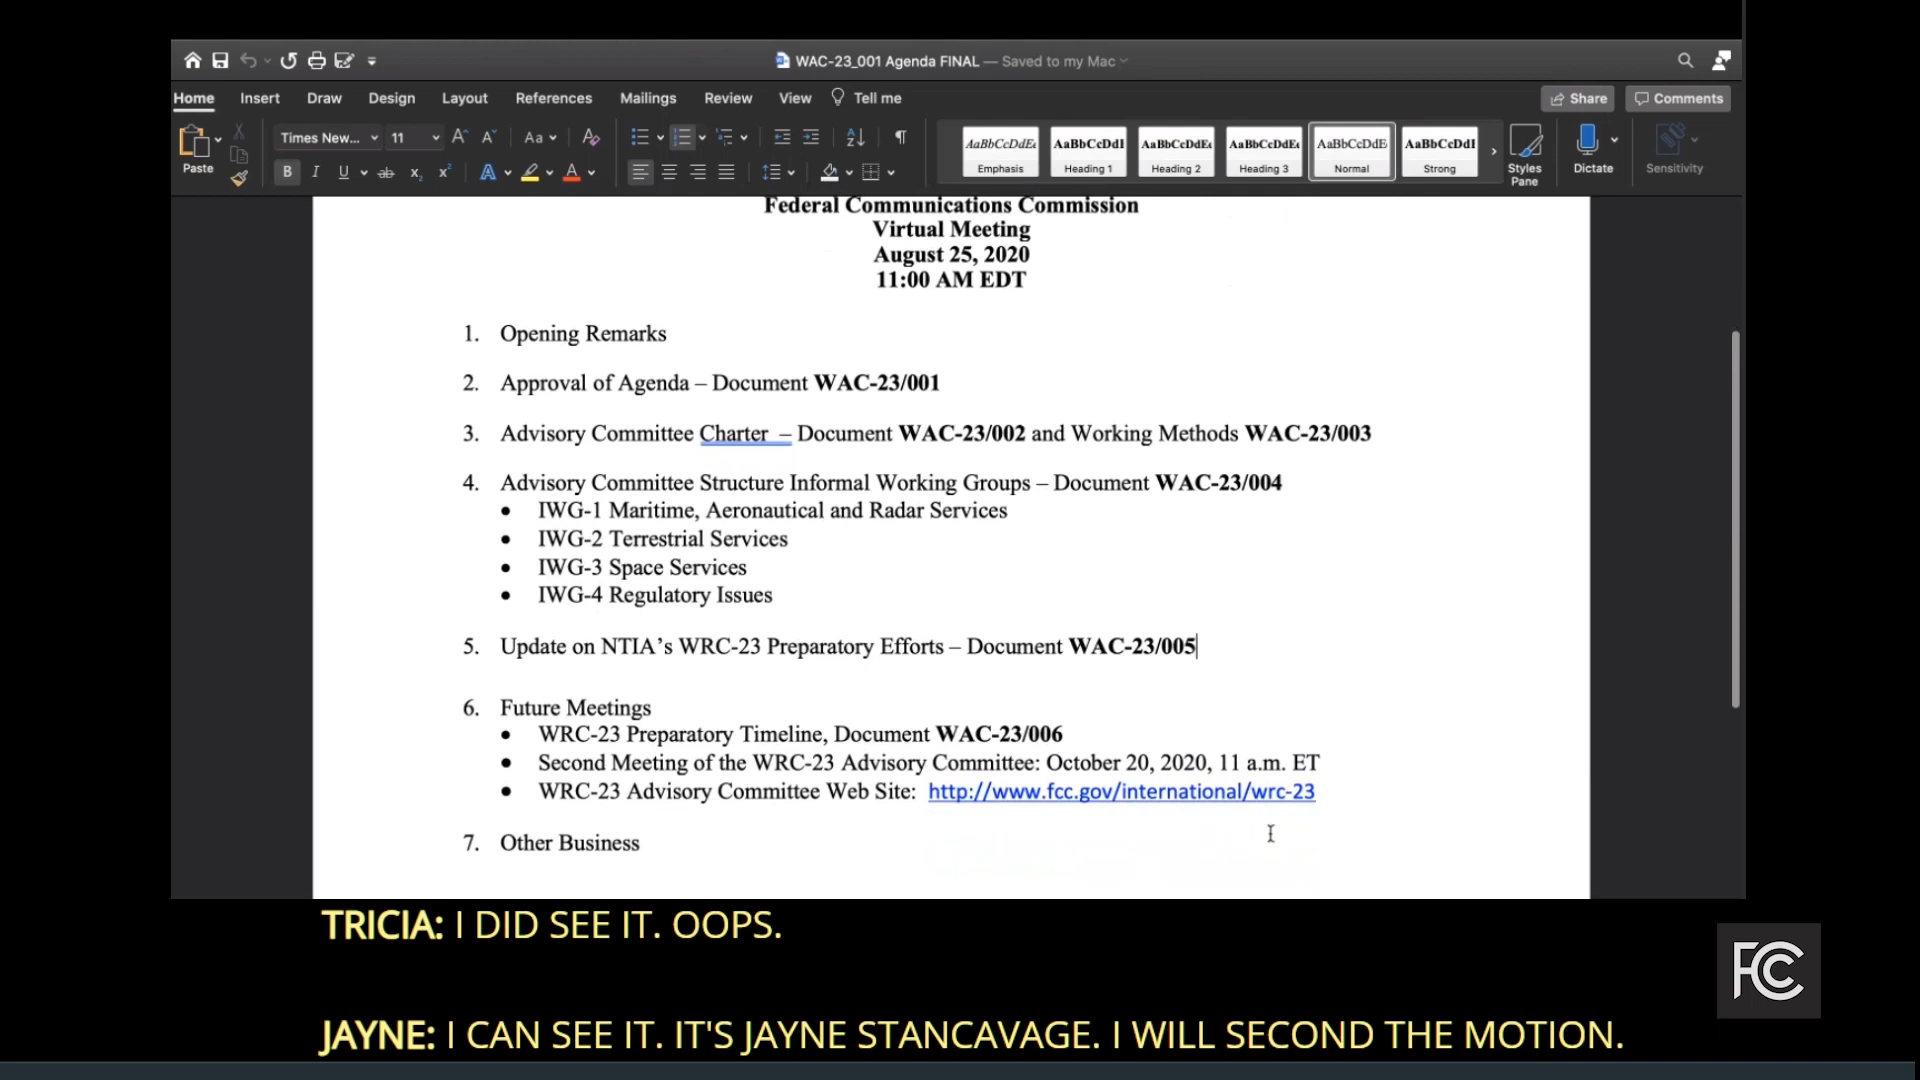 WAC-23_001 Agenda FINAL — Saved to my Mac
Home Insert Draw Design Layout References Mailings Review View Tell me Share Comments
Paste
Times New... 11 Aa
B I U ab x₂ x² A A
AaBbCcDdEe Emphasis
AaBbCcDdI Heading 1
AaBbCcDdEe Heading 2
AaBbCcDdEe Heading 3
AaBbCcDdE Normal
AaBbCcDdI Strong
Styles Pane
Dictate
Sensitivity
Federal Communications Commission
Virtual Meeting
August 25, 2020
11:00 AM EDT
1. Opening Remarks
2. Approval of Agenda – Document WAC-23/001
3. Advisory Committee Charter – Document WAC-23/002 and Working Methods WAC-23/003
4. Advisory Committee Structure Informal Working Groups – Document WAC-23/004
• IWG-1 Maritime, Aeronautical and Radar Services
• IWG-2 Terrestrial Services
• IWG-3 Space Services
• IWG-4 Regulatory Issues
5. Update on NTIA’s WRC-23 Preparatory Efforts – Document WAC-23/005
6. Future Meetings
• WRC-23 Preparatory Timeline, Document WAC-23/006
• Second Meeting of the WRC-23 Advisory Committee: October 20, 2020, 11 a.m. ET
• WRC-23 Advisory Committee Web Site: http://www.fcc.gov/international/wrc-23
7. Other Business
TRICIA: I DID SEE IT. OOPS.
FCC
JAYNE: I CAN SEE IT. IT'S JAYNE STANCAVAGE. I WILL SECOND THE MOTION.